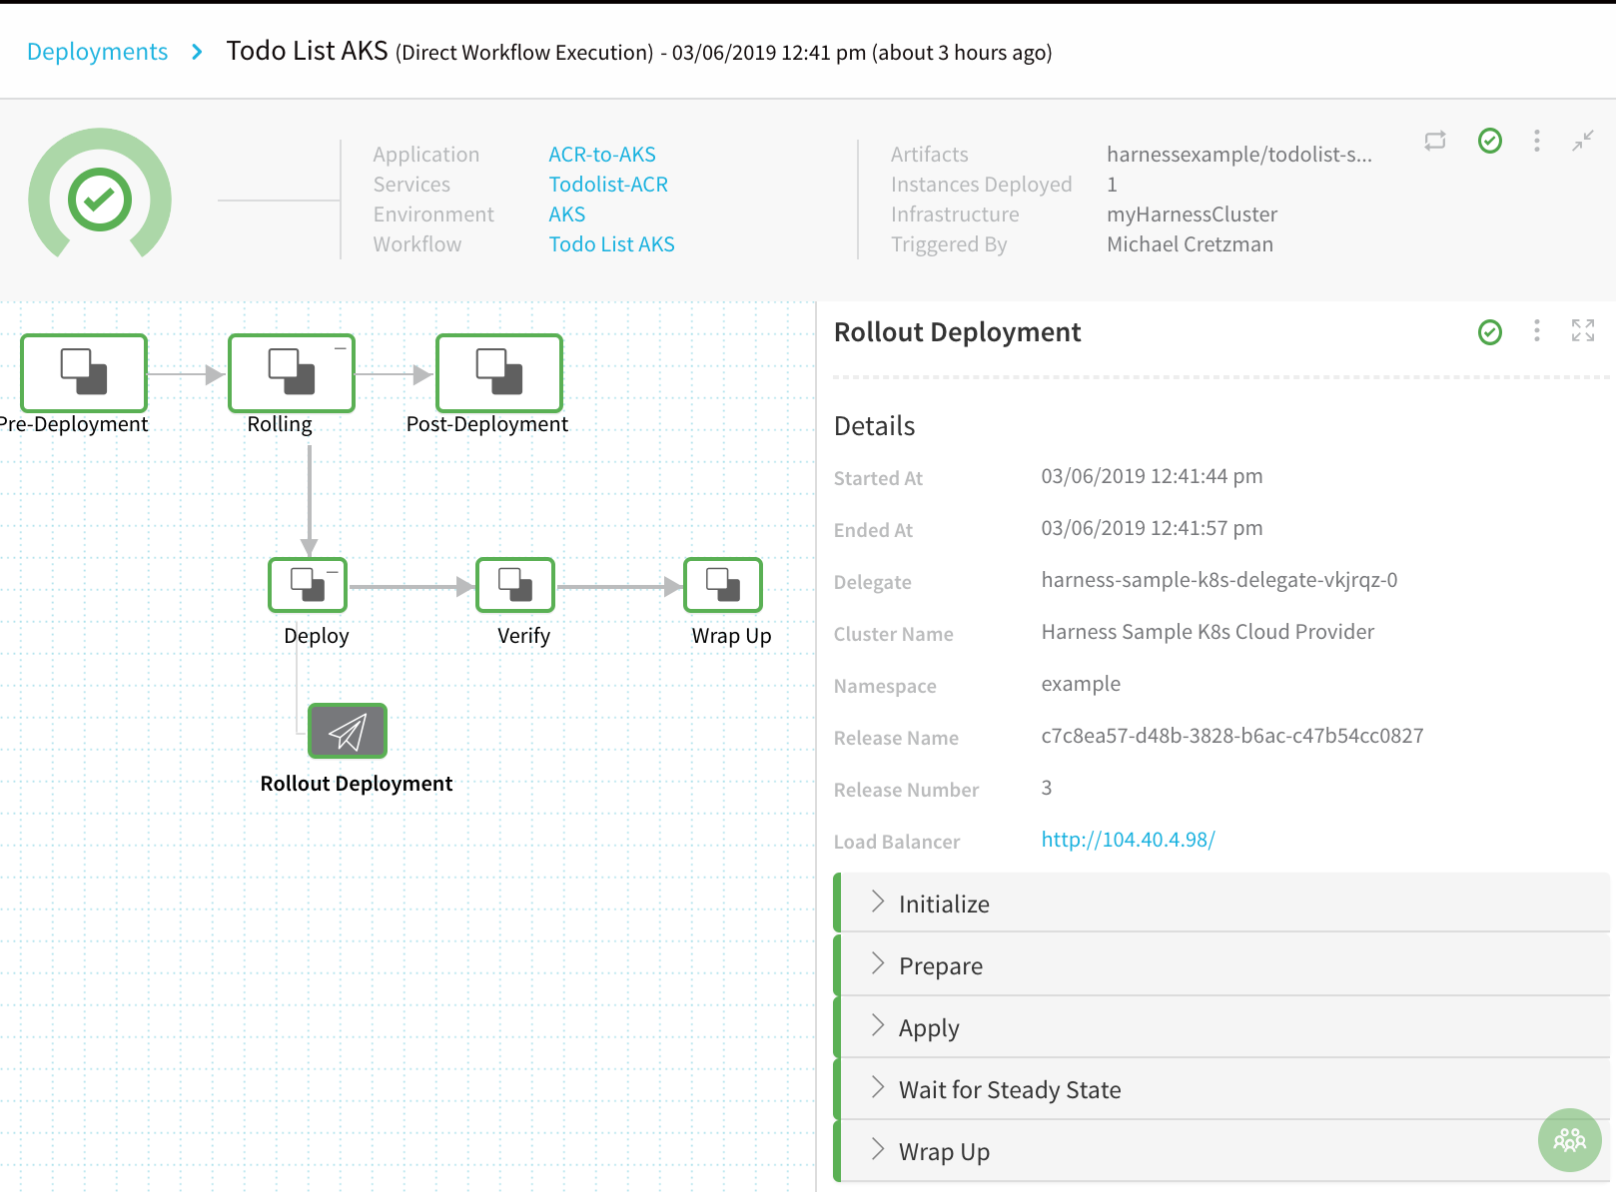 Deployments > Todo List AKS (Direct Workflow Execution) - 03/06/2019 12:41 pm (about 3 hours ago)
Application ACR-to-AKS
Services Todolist-ACR
Environment AKS
Workflow Todo List AKS
Artifacts harnessexample/todolist-s...
Instances Deployed 1
Infrastructure myHarnessCluster
Triggered By Michael Cretzman
Pre-Deployment
Rolling
Post-Deployment
Deploy
Verify
Wrap Up
Rollout Deployment
Rollout Deployment
Details
Started At 03/06/2019 12:41:44 pm
Ended At 03/06/2019 12:41:57 pm
Delegate harness-sample-k8s-delegate-vkjrqz-0
Cluster Name Harness Sample K8s Cloud Provider
Namespace example
Release Name c7c8ea57-d48b-3828-b6ac-c47b54cc0827
Release Number 3
Load Balancer http://104.40.4.98/
Initialize
Prepare
Apply
Wait for Steady State
Wrap Up